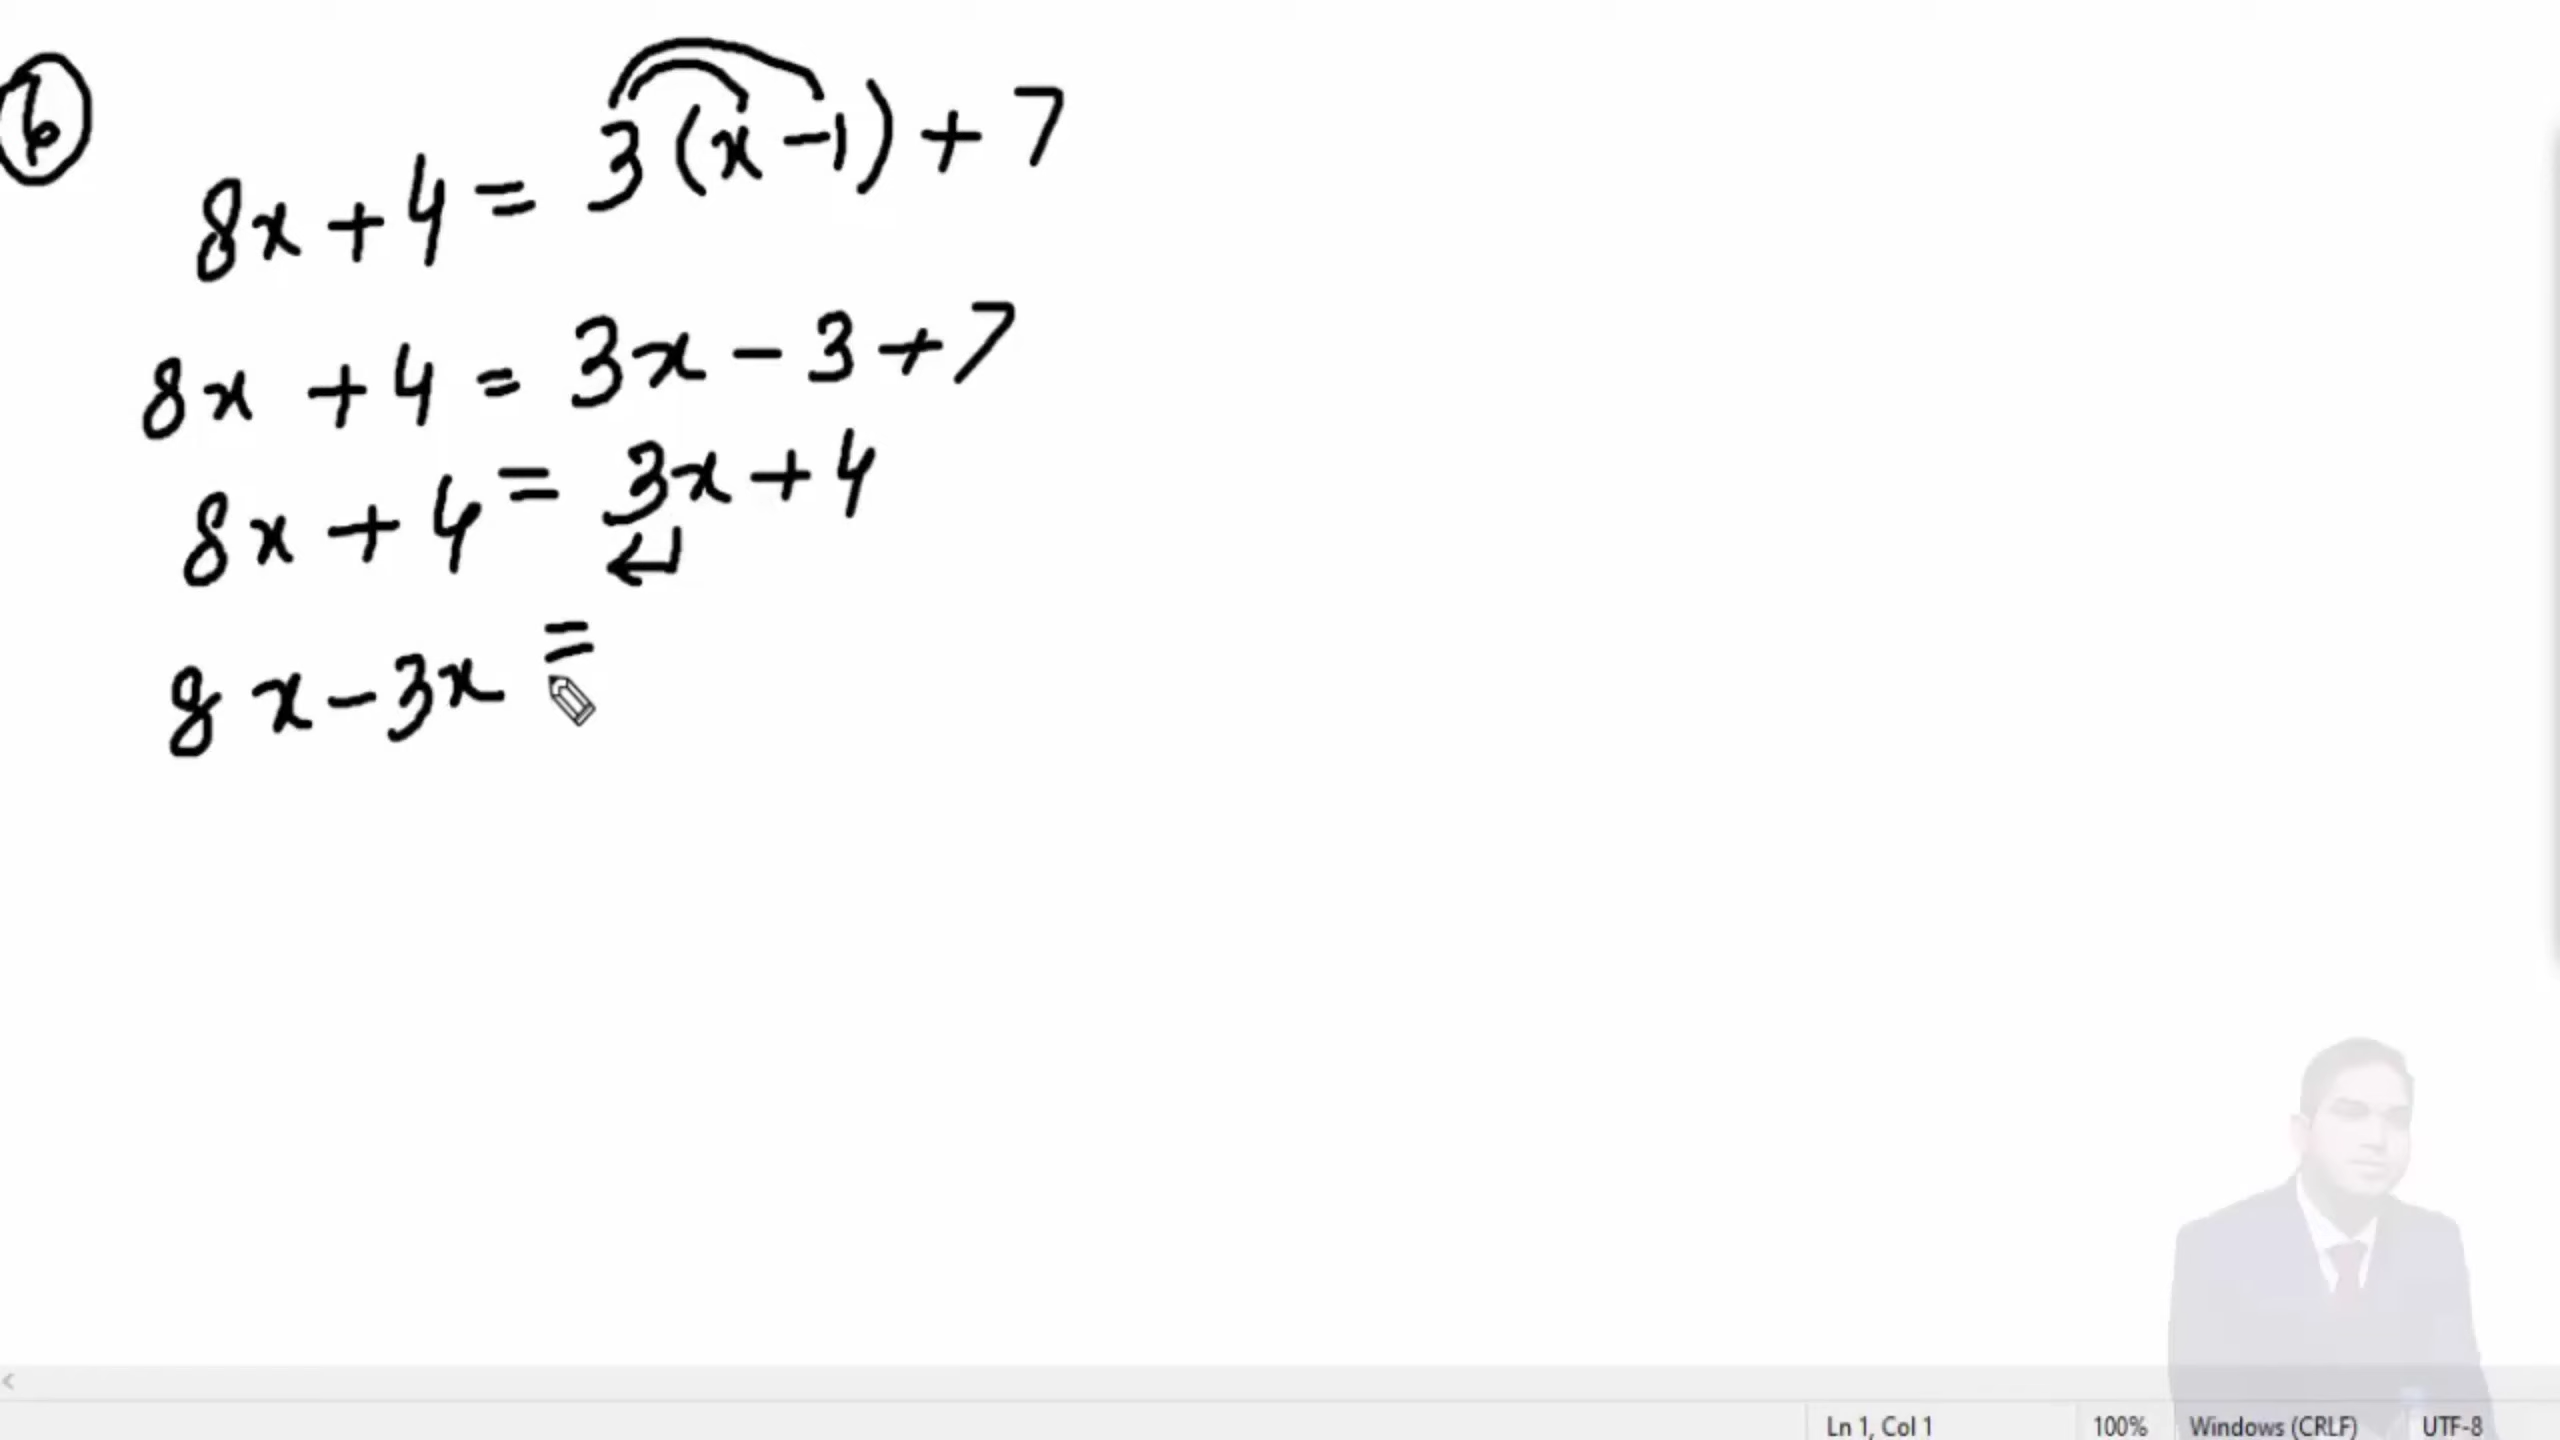 6
8x + 4 = 3(x - 1) + 7
8x + 4 = 3x - 3 + 7
8x + 4 = 3x + 4
8x - 3x =
Ln 1, Col 1 100% Windows (CRLF) UTF-8